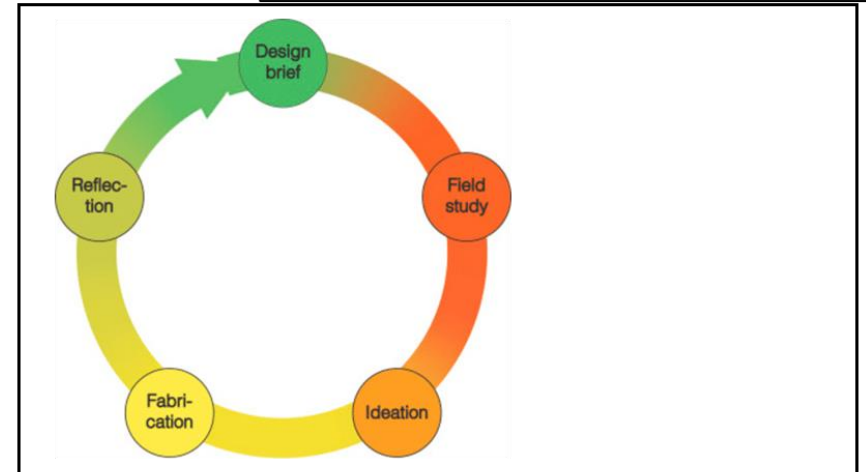 Design
brief
Field
study
Ideation
Fabri-
cation
Reflec-
tion